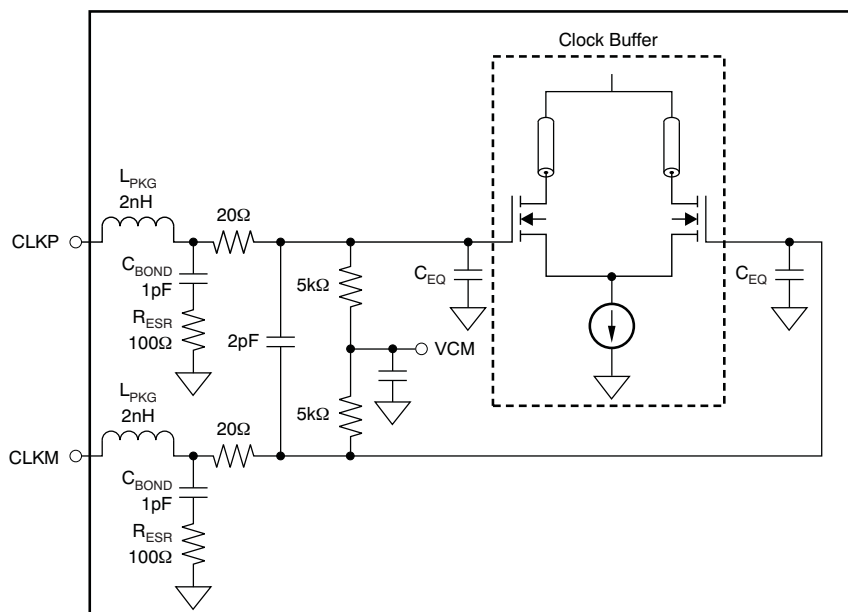 Clock Buffer
L_PKG
2nH
20Ω
CLKP
C_BOND
1pF
5kΩ
C_EQ
C_EQ
R_ESR
100Ω
2pF
VCM
L_PKG
2nH
5kΩ
20Ω
CLKM
C_BOND
1pF
R_ESR
100Ω